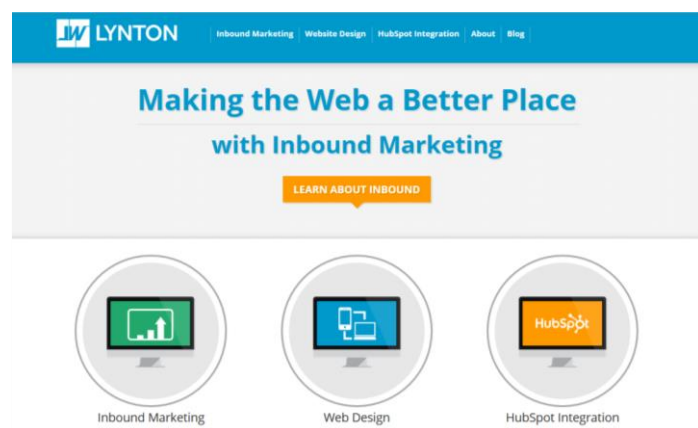 LYNTON
Inbound Marketing Website Design HubSpot Integration About Blog
Making the Web a Better Place
with Inbound Marketing
LEARN ABOUT INBOUND
HubSpot
Inbound Marketing Web Design HubSpot Integration